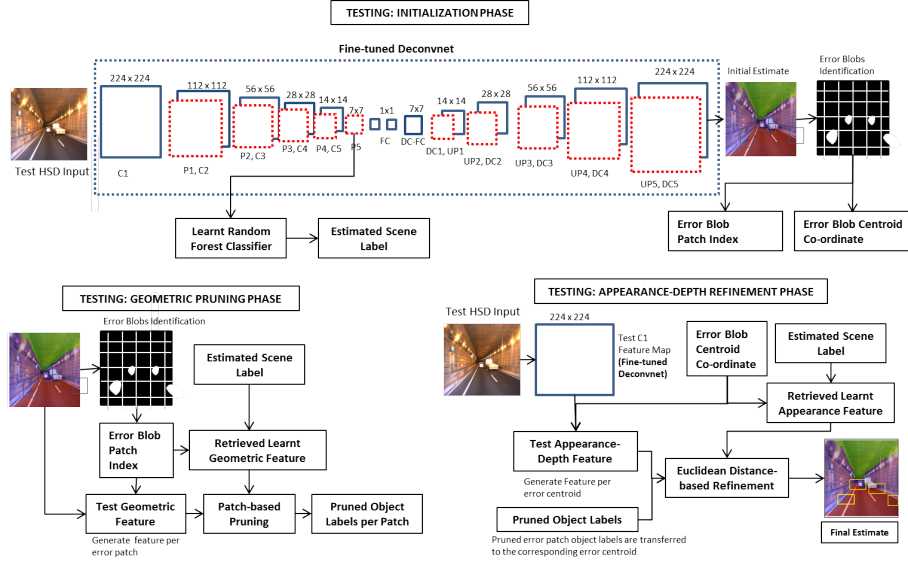 TESTING: INITIALIZATION PHASE
Fine-tuned Deconvnet
224 x 224
112 x 112
56 x 56
28 x 28
14 x 14
7x7
1x1
7x7
14 x 14
28 x 28
56 x 56
112 x 112
224 x 224
Test HSD Input
C1
P1, C2
P2, C3
P3, C4
P4, C5
P5
FC
DC-FC
DC1, UP1
UP2, DC2
UP3, DC3
UP4, DC4
UP5, DC5
Initial Estimate
Error Blobs
Identification
Learnt Random
Forest Classifier
Estimated Scene
Label
Error Blob
Patch Index
Error Blob Centroid
Co-ordinate
TESTING: GEOMETRIC PRUNING PHASE
Error Blobs Identification
Estimated Scene
Label
Error Blob
Patch
Index
Retrieved Learnt
Geometric Feature
Test Geometric
Feature
Patch-based
Pruning
Pruned Object
Labels per Patch
Generate feature per
error patch
TESTING: APPEARANCE-DEPTH REFINEMENT PHASE
Test HSD Input
224 x 224
Test C1
Feature Map
(Fine-tuned
Deconvnet)
Error Blob
Centroid
Co-ordinate
Estimated Scene
Label
Retrieved Learnt
Appearance Feature
Test Appearance-
Depth Feature
Generate Feature per
error centroid
Euclidean Distance-
based Refinement
Pruned Object Labels
Pruned error patch object labels are transferred
to the corresponding error centroid
Final Estimate